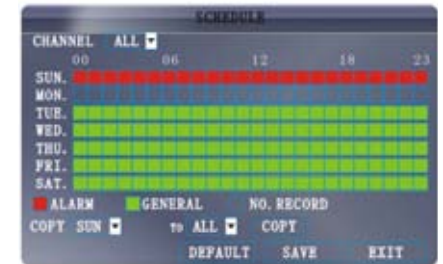 SCHEDULE
CHANNEL ALL
00 06 12 18 23
SUN.
MON.
TUE.
WED.
THU.
FRI.
SAT.
ALARM GENERAL NO. RECORD
COPY SUN TO ALL COPY
DEFAULT SAVE EXIT